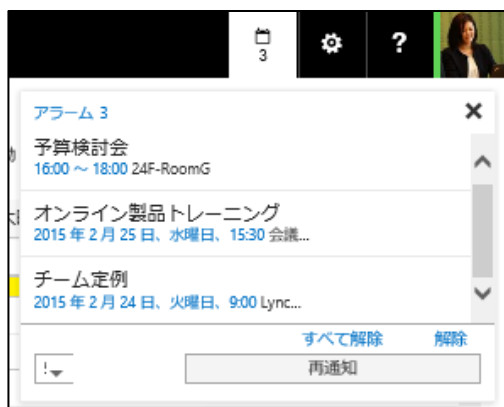 3
?
アラーム 3
予算検討会
16:00 ～ 18:00 24F-RoomG
オンライン製品トレーニング
2015 年 2 月 25 日、水曜日、15:30 会議...
チーム定例
2015 年 2 月 24 日、火曜日、9:00 Lync...
すべて解除 解除
再通知